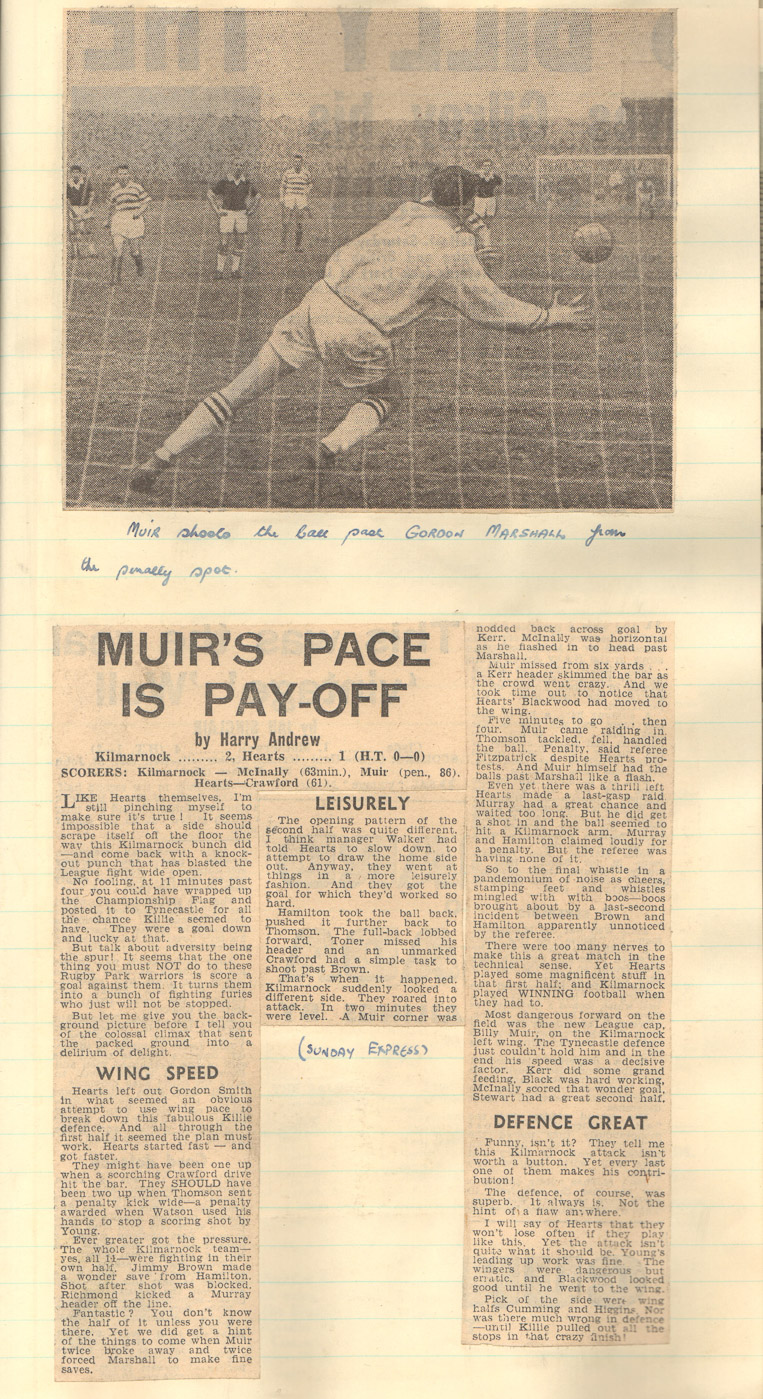 Muir shoots the ball past GORDON MARSHALL from
the penalty spot.
MUIR'S PACE
IS PAY-OFF
by Harry Andrew
Kilmarnock ......... 2, Hearts ......... 1 (H.T. 0—0)
SCORERS: Kilmarnock — McInally (63min.), Muir (pen., 86).
Hearts—Crawford (61).
LIKE Hearts themselves, I'm
still pinching myself to
make sure it's true! It seems
impossible that a side should
scrape itself off the floor the
way this Kilmarnock bunch did
—and come back with a knock-
out punch that has blasted the
League fight wide open.
No fooling, at 11 minutes past
four you could have wrapped up
the Championship Flag and
posted it to Tynecastle for all
the chance Killie seemed to
have. They were a goal down
and lucky at that.
But talk about adversity being
the spur! It seems that the one
thing you must NOT do to these
Rugby Park warriors is score a
goal against them. It turns them
into a bunch of fighting furies
who just will not be stopped.
But let me give you the back-
ground picture before I tell you
of the colossal climax that sent
the packed ground into a
delirium of delight.
WING SPEED
Hearts left out Gordon Smith
in what seemed an obvious
attempt to use wing pace to
break down this fabulous Killie
defence. And all through the
first half it seemed the plan must
work. Hearts started fast — and
got faster.
They might have been one up
when a scorching Crawford drive
hit the bar. They SHOULD have
been two up when Thomson sent
a penalty kick wide—a penalty
awarded when Watson used his
hands to stop a scoring shot by
Young.
Ever greater got the pressure.
The whole Kilmarnock team—
yes, all 11—were fighting in their
own half. Jimmy Brown made
a wonder save from Hamilton.
Shot after shot was blocked.
Richmond kicked a Murray
header off the line.
Fantastic? You don't know
the half of it unless you were
there. Yet we did get a hint
of the things to come when Muir
twice broke away and twice
forced Marshall to make fine
saves.
LEISURELY
The opening pattern of the
second half was quite different.
I think manager Walker had
told Hearts to slow down, to
attempt to draw the home side
out. Anyway, they went at
things in a more leisurely
fashion. And they got the
goal for which they'd worked so
hard.
Hamilton took the ball back,
pushed it further back to
Thomson. The full-back lobbed
forward, Toner missed his
header and an unmarked
Crawford had a simple task to
shoot past Brown.
That's when it happened.
Kilmarnock suddenly looked a
different side. They roared into
attack. In two minutes they
were level. A Muir corner was
(SUNDAY EXPRESS)
nodded back across goal by
Kerr. McInally was horizontal
as he flashed in to head past
Marshall.
Muir missed from six yards . . .
a Kerr header skimmed the bar as
the crowd went crazy. And we
took time out to notice that
Hearts' Blackwood had moved to
the wing.
Five minutes to go . . . then
four. Muir came raiding in.
Thomson tackled, fell, handled
the ball. Penalty, said referee
Fitzpatrick despite Hearts pro-
tests. And Muir himself had the
balls past Marshall like a flash.
Even yet there was a thrill left
Hearts made a last-gasp raid
Murray had a great chance and
waited too long. But he did get
a shot in and the ball seemed to
hit a Kilmarnock arm. Murray
and Hamilton claimed loudly for
a penalty. But the referee was
having none of it.
So to the final whistle in a
pandemonium of noise as cheers,
stamping feet and whistles
mingled with with boos—boos
brought about by a last-second
incident between Brown and
Hamilton apparently unnoticed
by the referee.
There were too many nerves to
make this a great match in the
technical sense. Yet Hearts
played some magnificent stuff in
that first half; and Kilmarnock
played WINNING football when
they had to.
Most dangerous forward on the
field was the new League cap,
Billy Muir, on the Kilmarnock
left wing. The Tynecastle defence
just couldn't hold him and in the
end his speed was a decisive
factor. Kerr did some grand
feeding, Black was hard working,
McInally scored that wonder goal,
Stewart had a great second half.
DEFENCE GREAT
Funny, isn't it? They tell me
this Kilmarnock attack isn't
worth a button. Yet every last
one of them makes his contri-
bution!
The defence, of course, was
superb. It always is. Not the
hint of a flaw anywhere.
I will say of Hearts that they
won't lose often if they play
like this. Yet the attack isn't
quite what it should be. Young's
leading up work was fine. The
wingers were dangerous but
erratic, and Blackwood looked
good until he went to the wing.
Pick of the side were wing
halfs Cumming and Higgins. Nor
was there much wrong in defence
—until Killie pulled out all the
stops in that crazy finish!